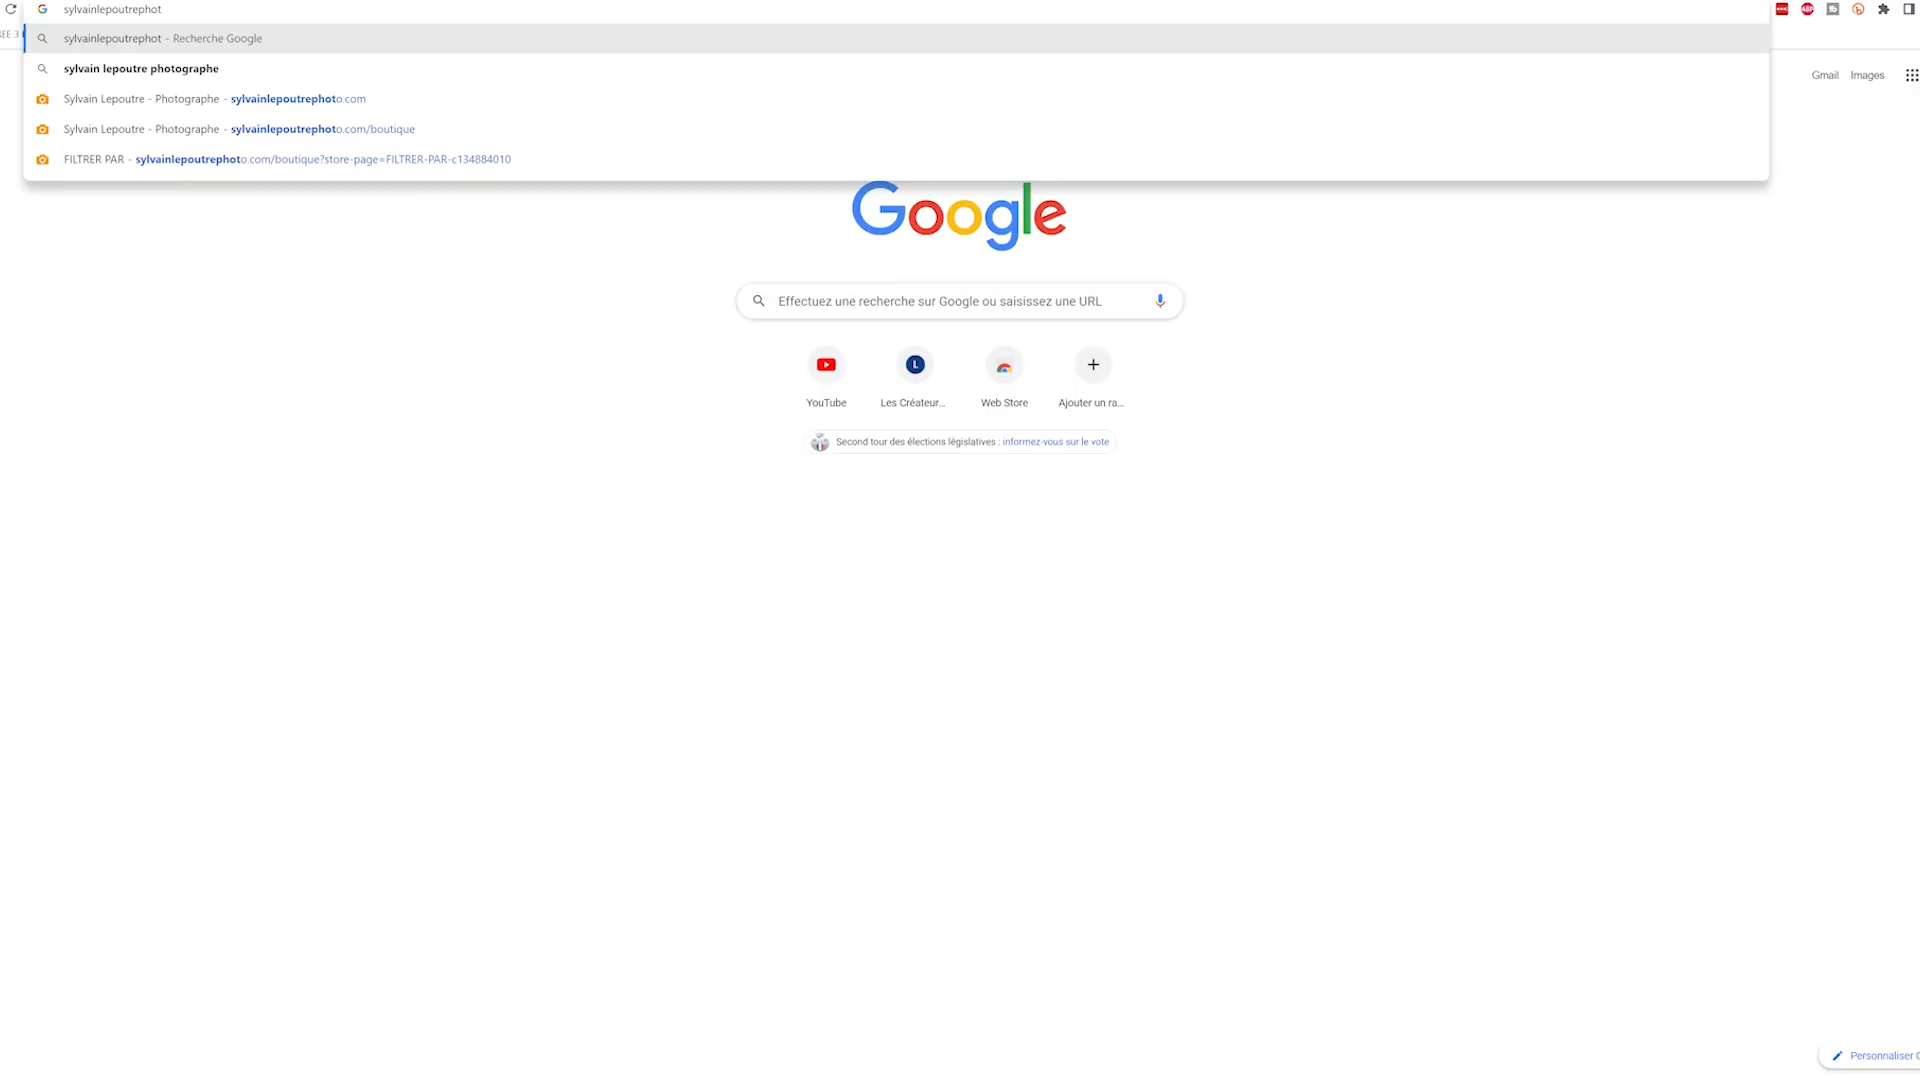 sylvainlepoutrephot
sylvainlepoutrephot - Recherche Google
sylvain lepoutre photographe
Sylvain Lepoutre - Photographe - sylvainlepoutrephoto.com
Sylvain Lepoutre - Photographe - sylvainlepoutrephoto.com/boutique
FILTRER PAR - sylvainlepoutrephoto.com/boutique?store-page=FILTRER-PAR-c134884010
ABP
Gmail Images
Google
Effectuez une recherche sur Google ou saisissez une URL
L
YouTube Les Créateur... Web Store Ajouter un ra...
Second tour des élections législatives : informez-vous sur le vote
Personnaliser C